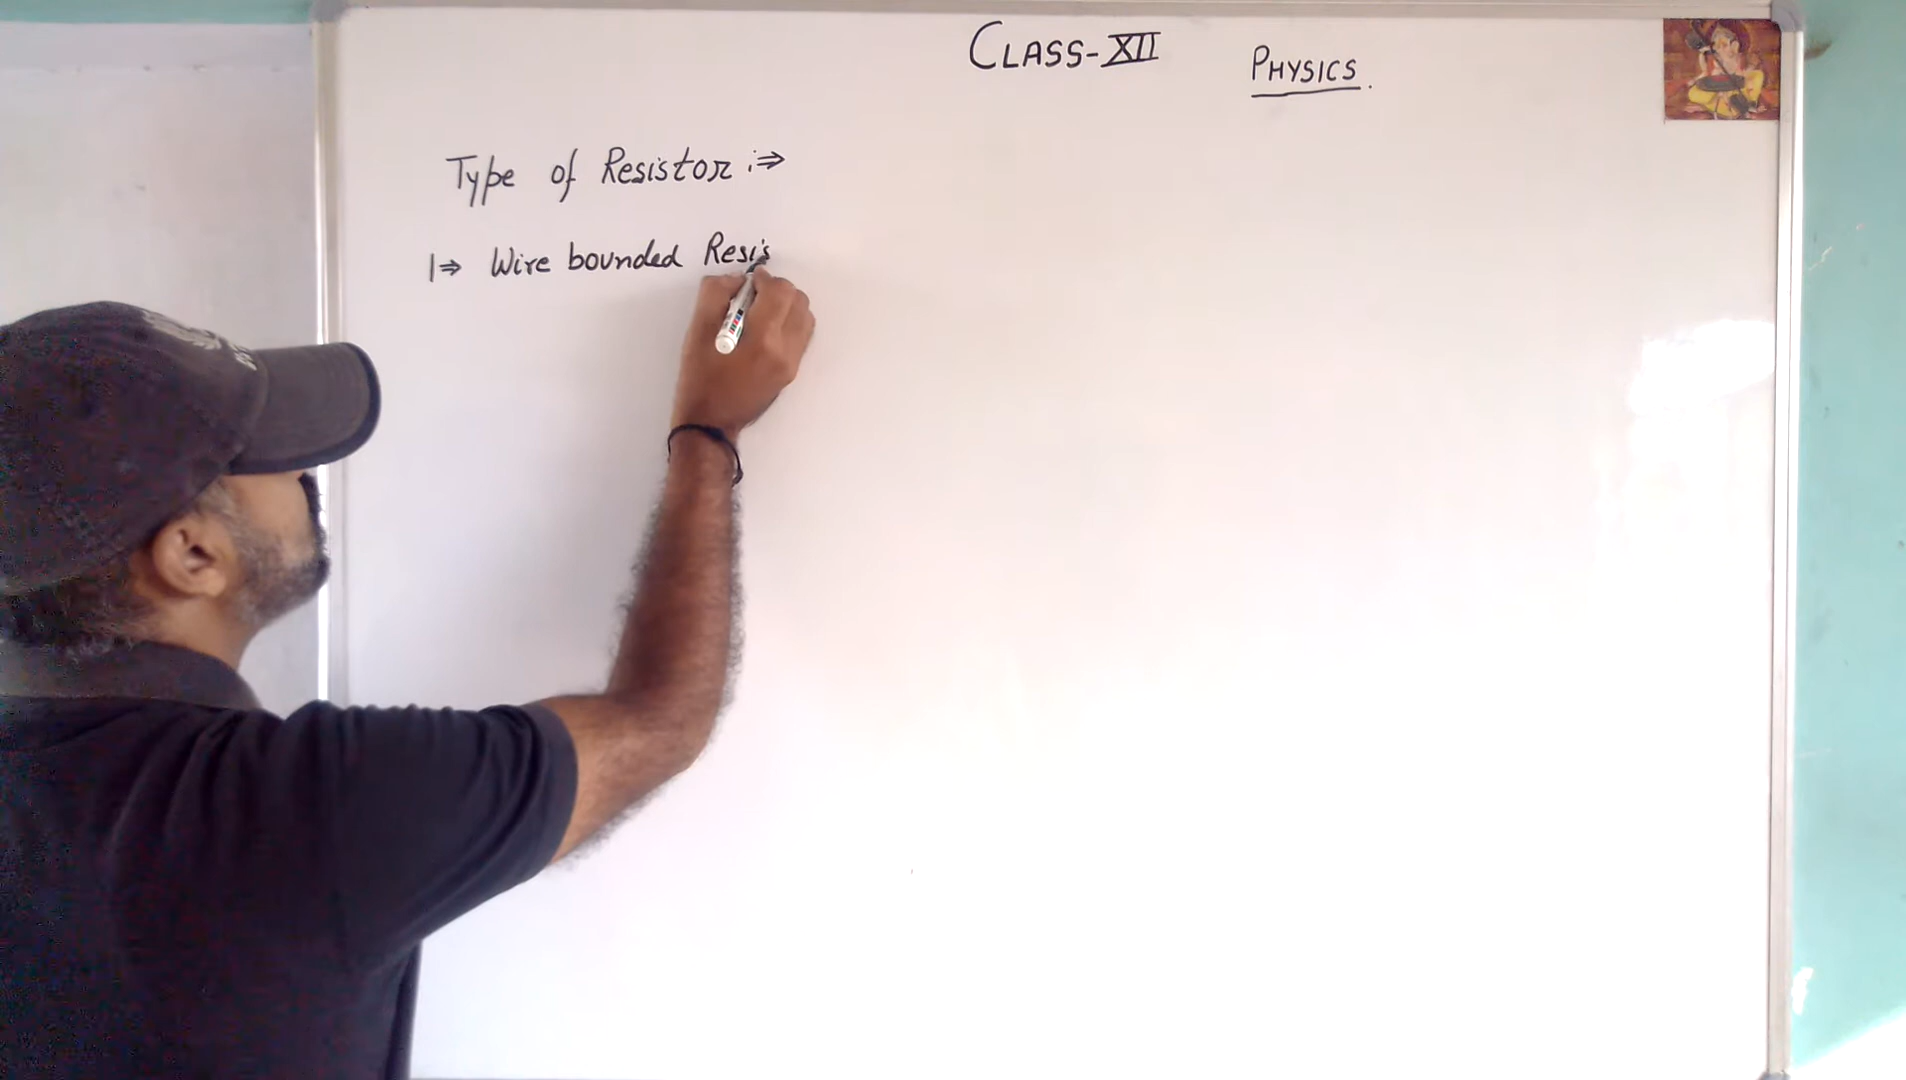 CLASS-XII
PHYSICS.
Type of Resistor :⇒
1⇒ Wire bounded Resis